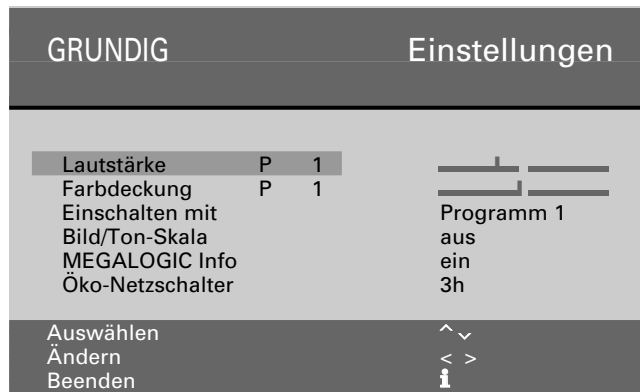 GRUNDIG Einstellungen
Lautstärke P 1
Farbdeckung P 1
Einschalten mit Programm 1
Bild/Ton-Skala aus
MEGALOGIC Info ein
Öko-Netzschalter 3h
Auswählen
Ändern < >
Beenden i